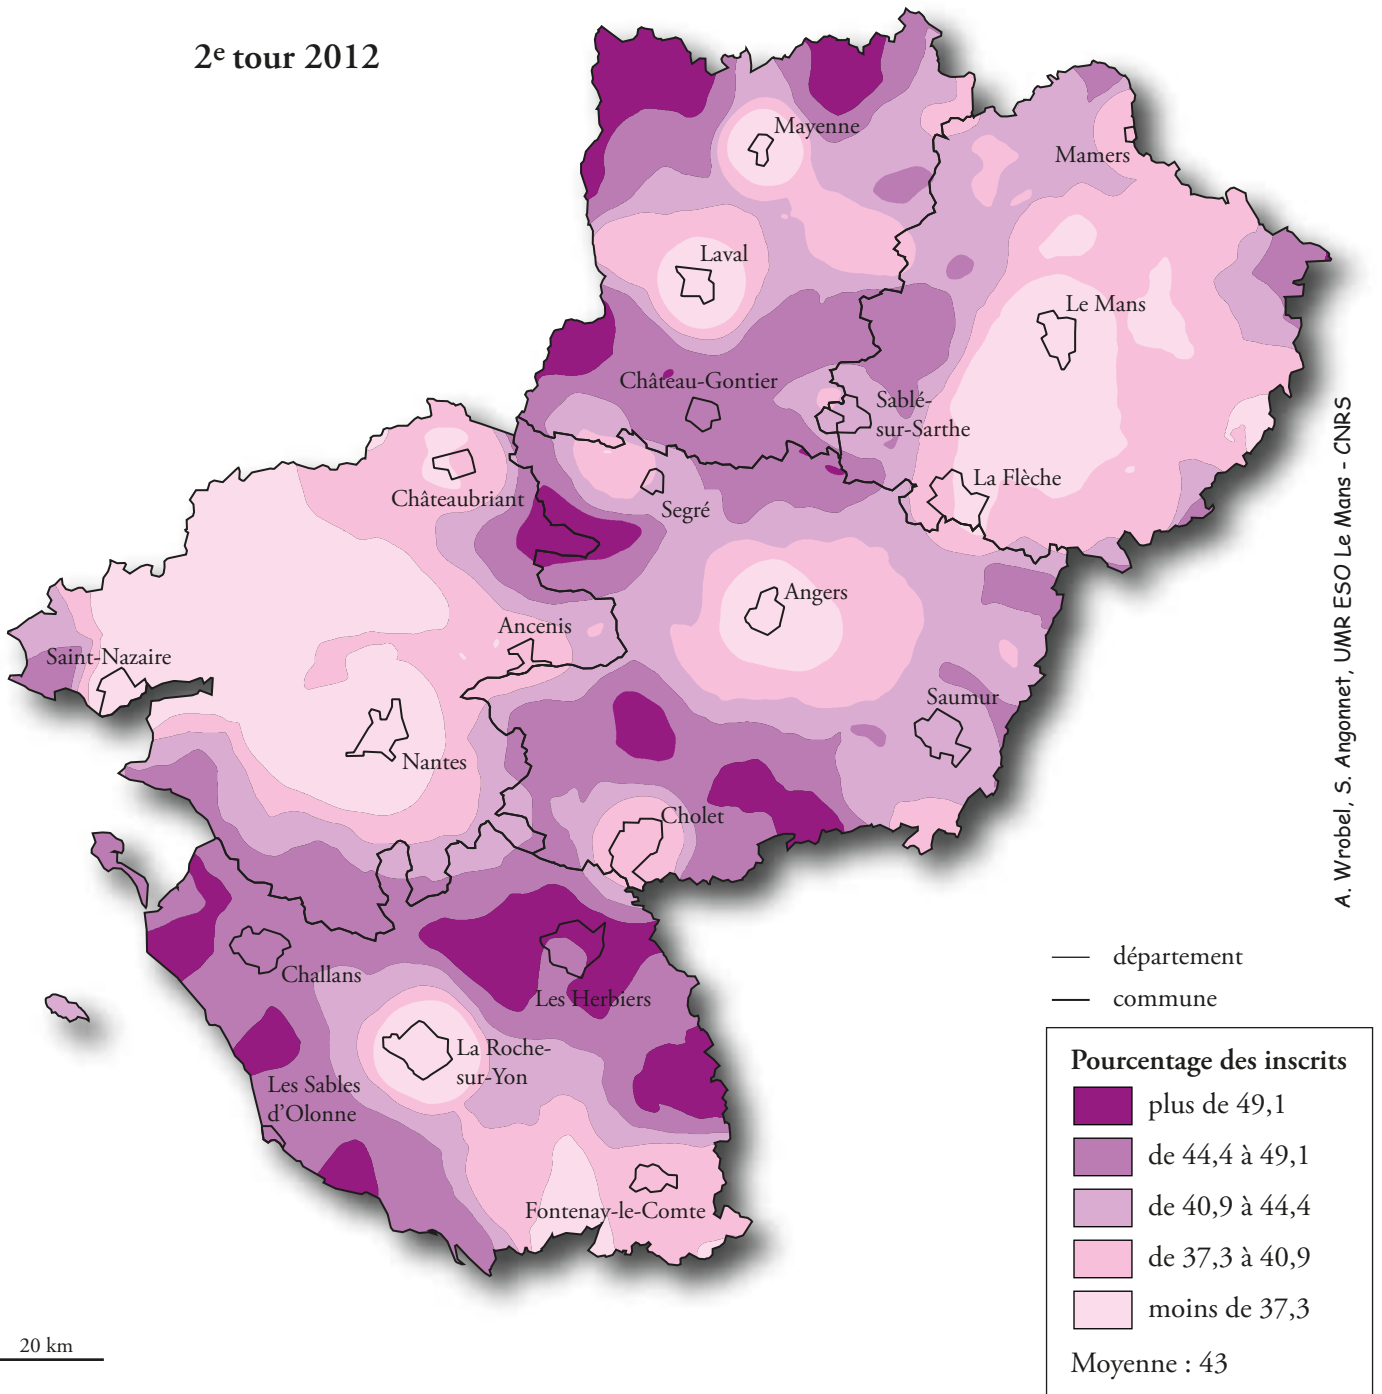 2e tour 2012
Mayenne
Mamers
Laval
Le Mans
Château-Gontier
Sablé-
sur-Sarthe
La Flèche
Châteaubriant
Segré
Angers
Ancenis
Saint-Nazaire
Saumur
Nantes
Cholet
Challans
Les Herbiers
La Roche-
sur-Yon
Les Sables
d'Olonne
Fontenay-le-Comte
20 km
A. Wrobel, S. Angonnet, UMR ESO Le Mans - CNRS
département
commune
Pourcentage des inscrits
plus de 49,1
de 44,4 à 49,1
de 40,9 à 44,4
de 37,3 à 40,9
moins de 37,3
Moyenne : 43